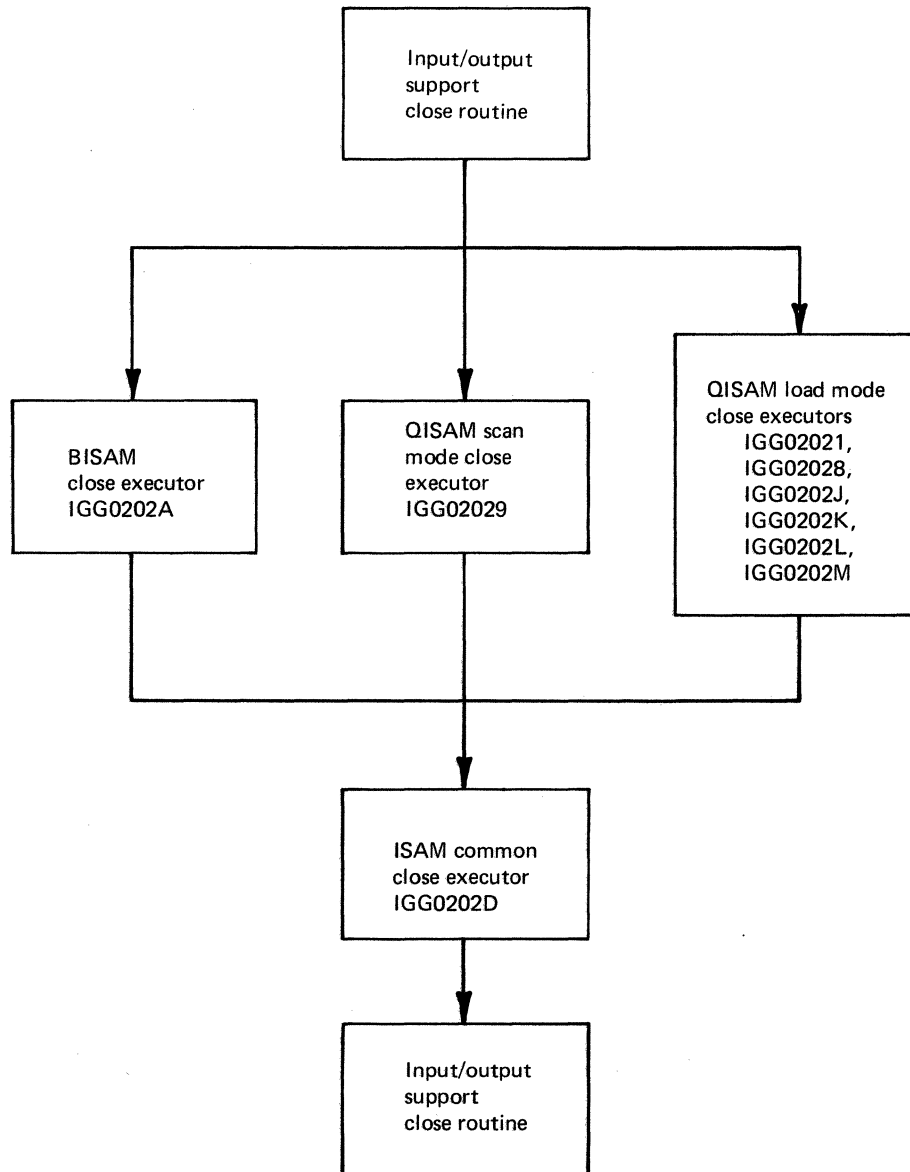 Input/output
support
close routine
BISAM
close executor
IGG0202A
QISAM scan
mode close
executor
IGG02029
QISAM load mode
close executors
IGG02021,
IGG02028,
IGG0202J,
IGG0202K,
IGG0202L,
IGG0202M
ISAM common
close executor
IGG0202D
Input/output
support
close routine